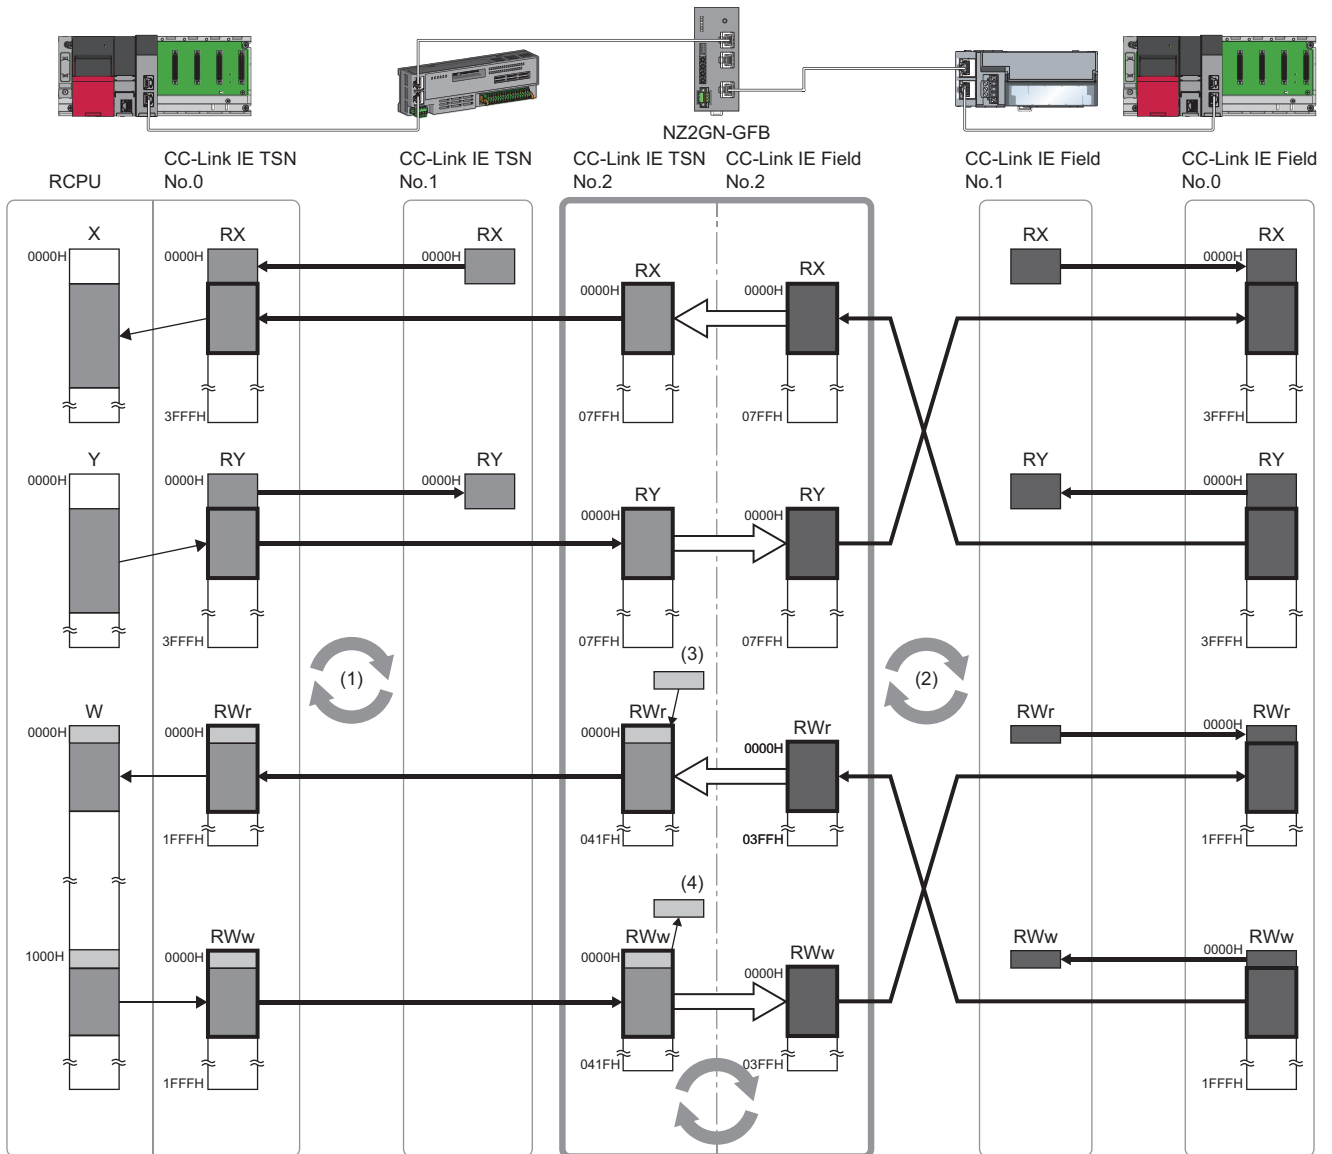 NZ2GN-GFB
RCPU
CC-Link IE TSN
No.0
CC-Link IE TSN
No.1
CC-Link IE TSN
No.2
CC-Link IE Field
No.2
CC-Link IE Field
No.1
CC-Link IE Field
No.0
X
RX
RX
RX
RX
RX
RX
0000H
0000H
0000H
0000H
0000H
0000H
3FFFH
07FFH
07FFH
3FFFH
Y
RY
RY
RY
RY
RY
RY
0000H
0000H
0000H
0000H
0000H
0000H
3FFFH
07FFH
07FFH
3FFFH
(1)
(3)
(2)
W
RWr
RWr
RWr
RWr
RWr
0000H
0000H
0000H
0000H
0000H
1FFFH
041FH
03FFH
1FFFH
(4)
RWw
RWw
RWw
RWw
RWw
1000H
0000H
0000H
0000H
0000H
041FH
03FFH
1FFFH
1FFFH